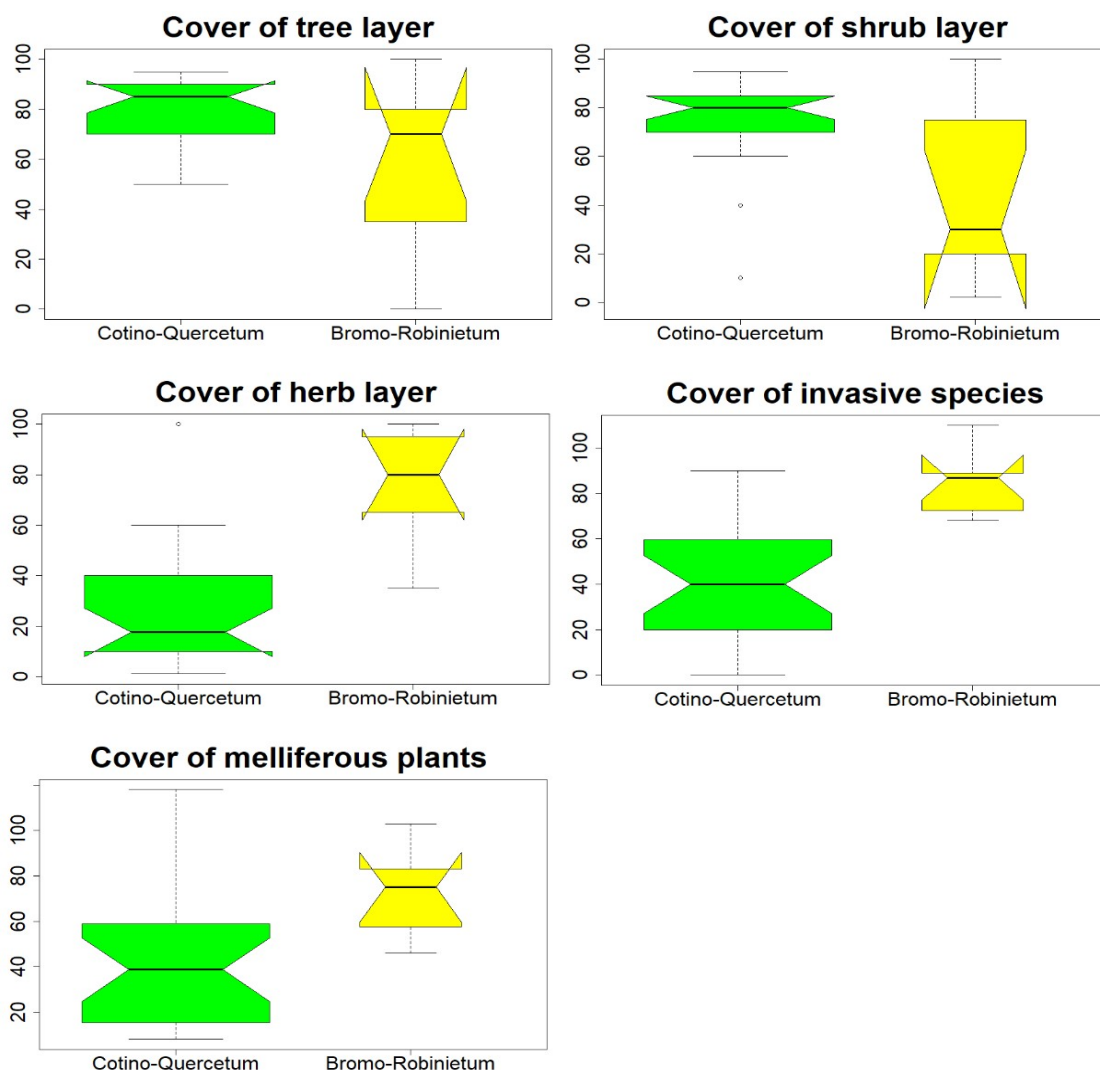 Cover of tree layer
100
80
60
40
20
0
Cotino-Quercetum Bromo-Robinietum
Cover of shrub layer
100
80
60
40
20
0
Cotino-Quercetum Bromo-Robinietum
Cover of herb layer
100
80
60
40
20
0
Cotino-Quercetum Bromo-Robinietum
Cover of invasive species
100
80
60
40
20
0
Cotino-Quercetum Bromo-Robinietum
Cover of melliferous plants
100
80
60
40
20
Cotino-Quercetum Bromo-Robinietum